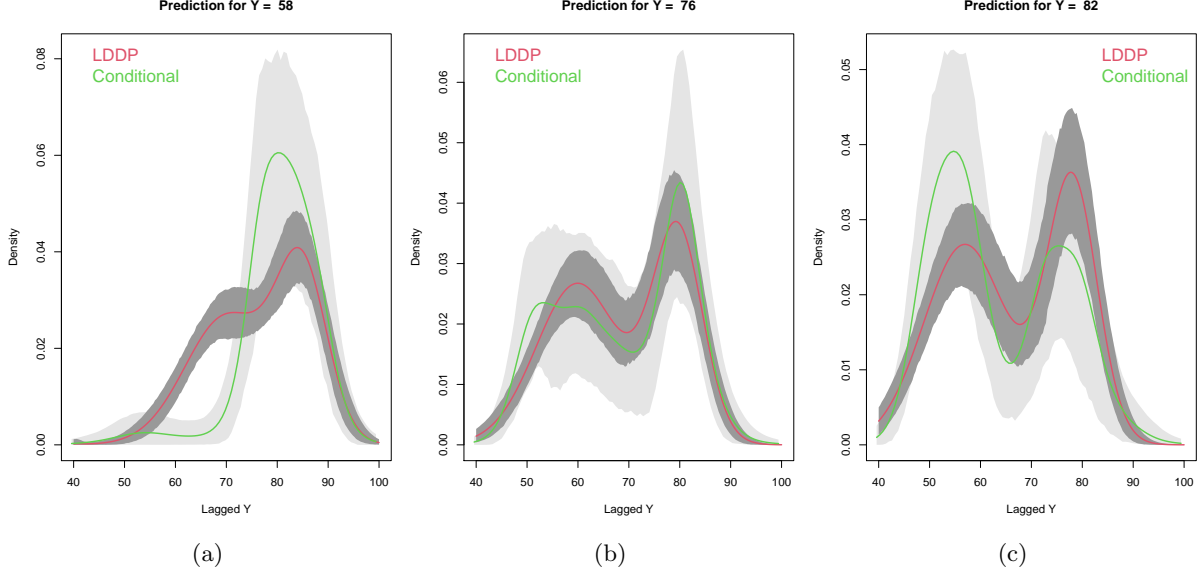 Prediction for Y = 58
LDDP
Conditional
Density
0.00
0.02
0.04
0.06
0.08
40 50 60 70 80 90 100
Lagged Y
(a)
Prediction for Y = 76
LDDP
Conditional
Density
0.00
0.01
0.02
0.03
0.04
0.05
0.06
40 50 60 70 80 90 100
Lagged Y
(b)
Prediction for Y = 82
LDDP
Conditional
Density
0.00
0.01
0.02
0.03
0.04
0.05
40 50 60 70 80 90 100
Lagged Y
(c)